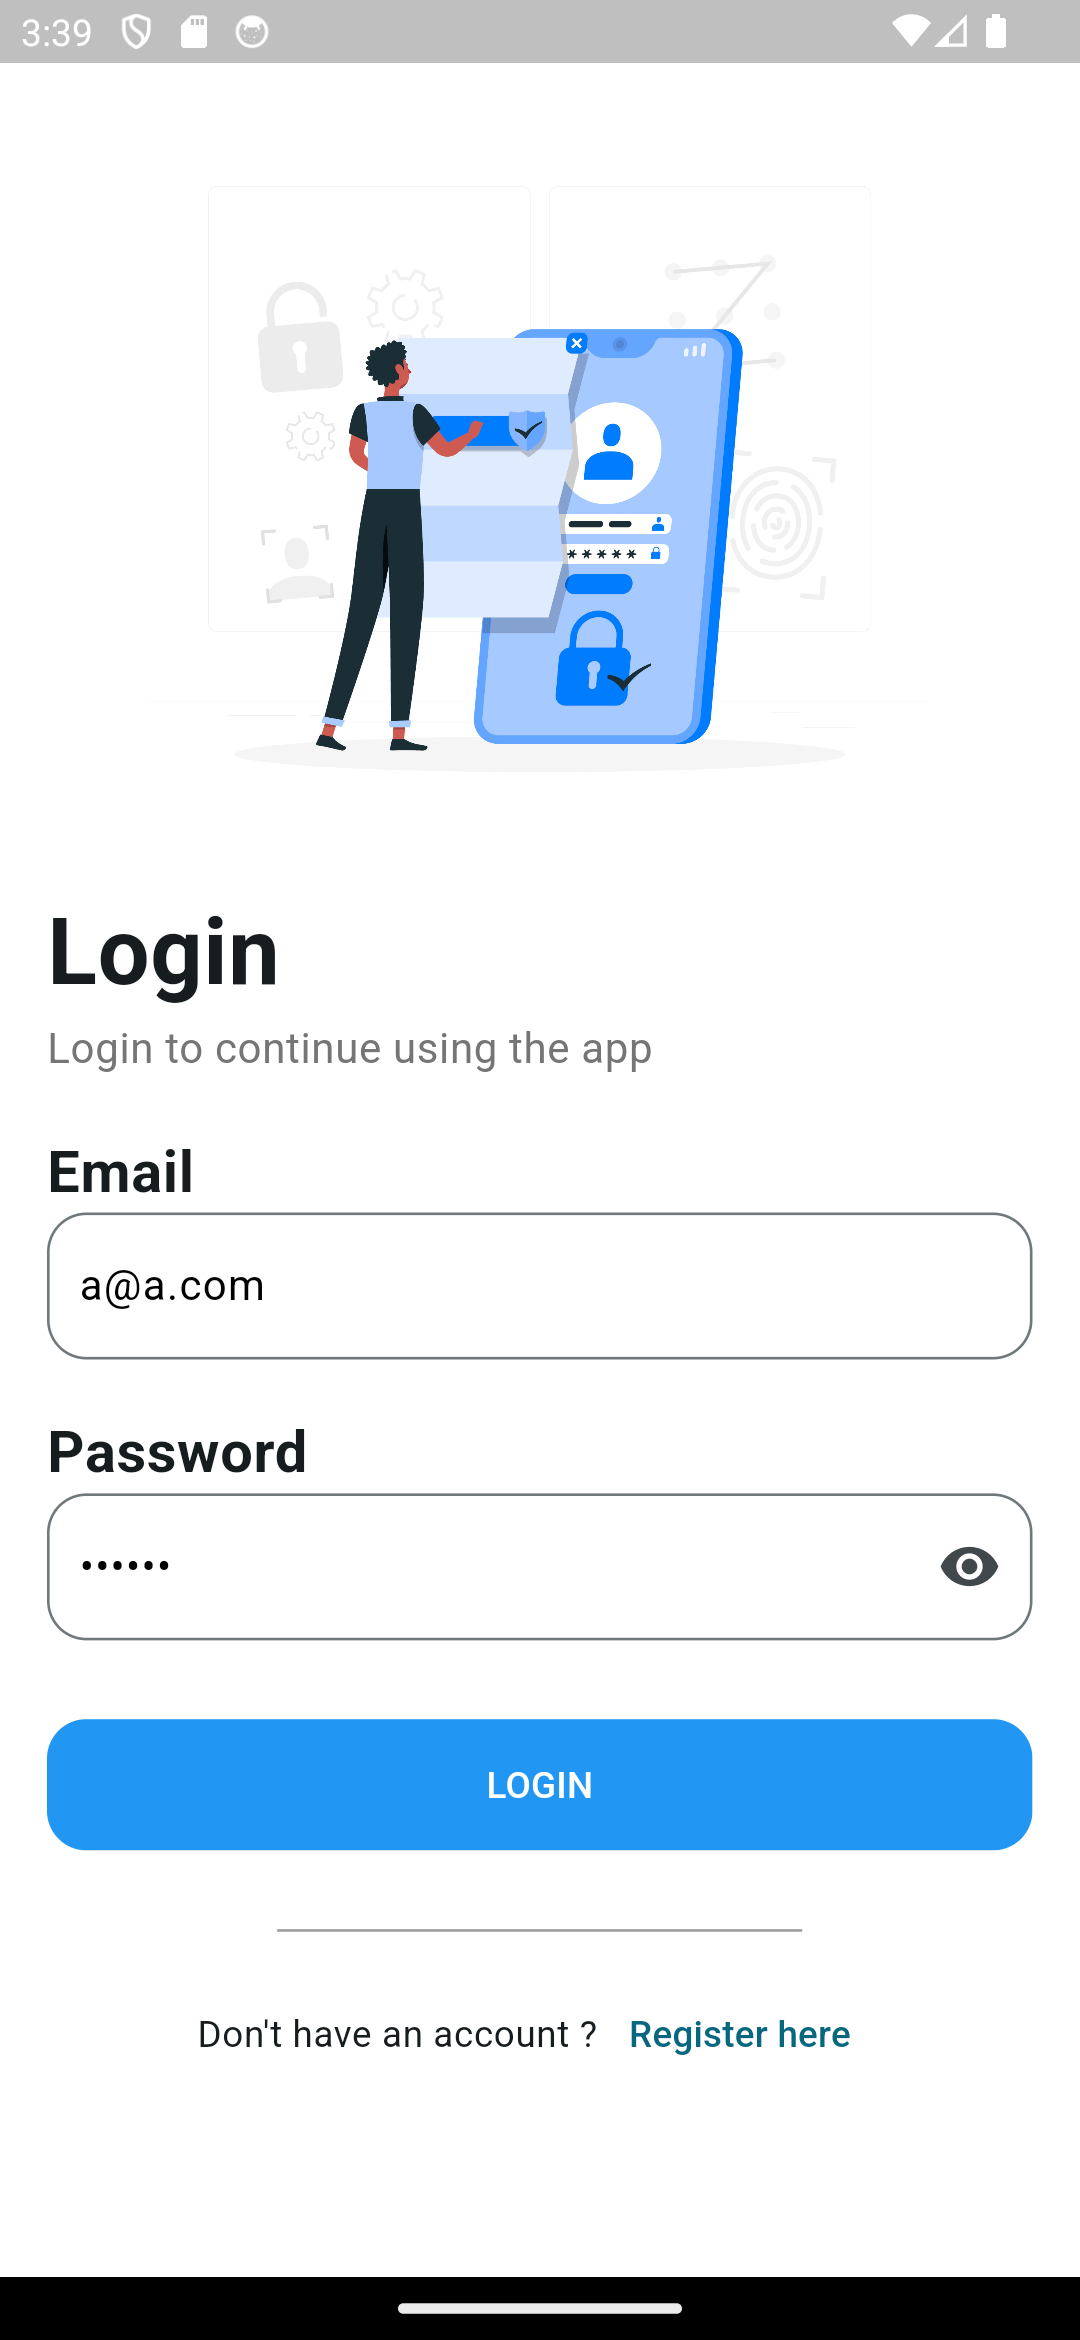 3:39
*****
Login
Login to continue using the app
Email
a@a.com
Password
••••••
LOGIN
Don't have an account ? Register here